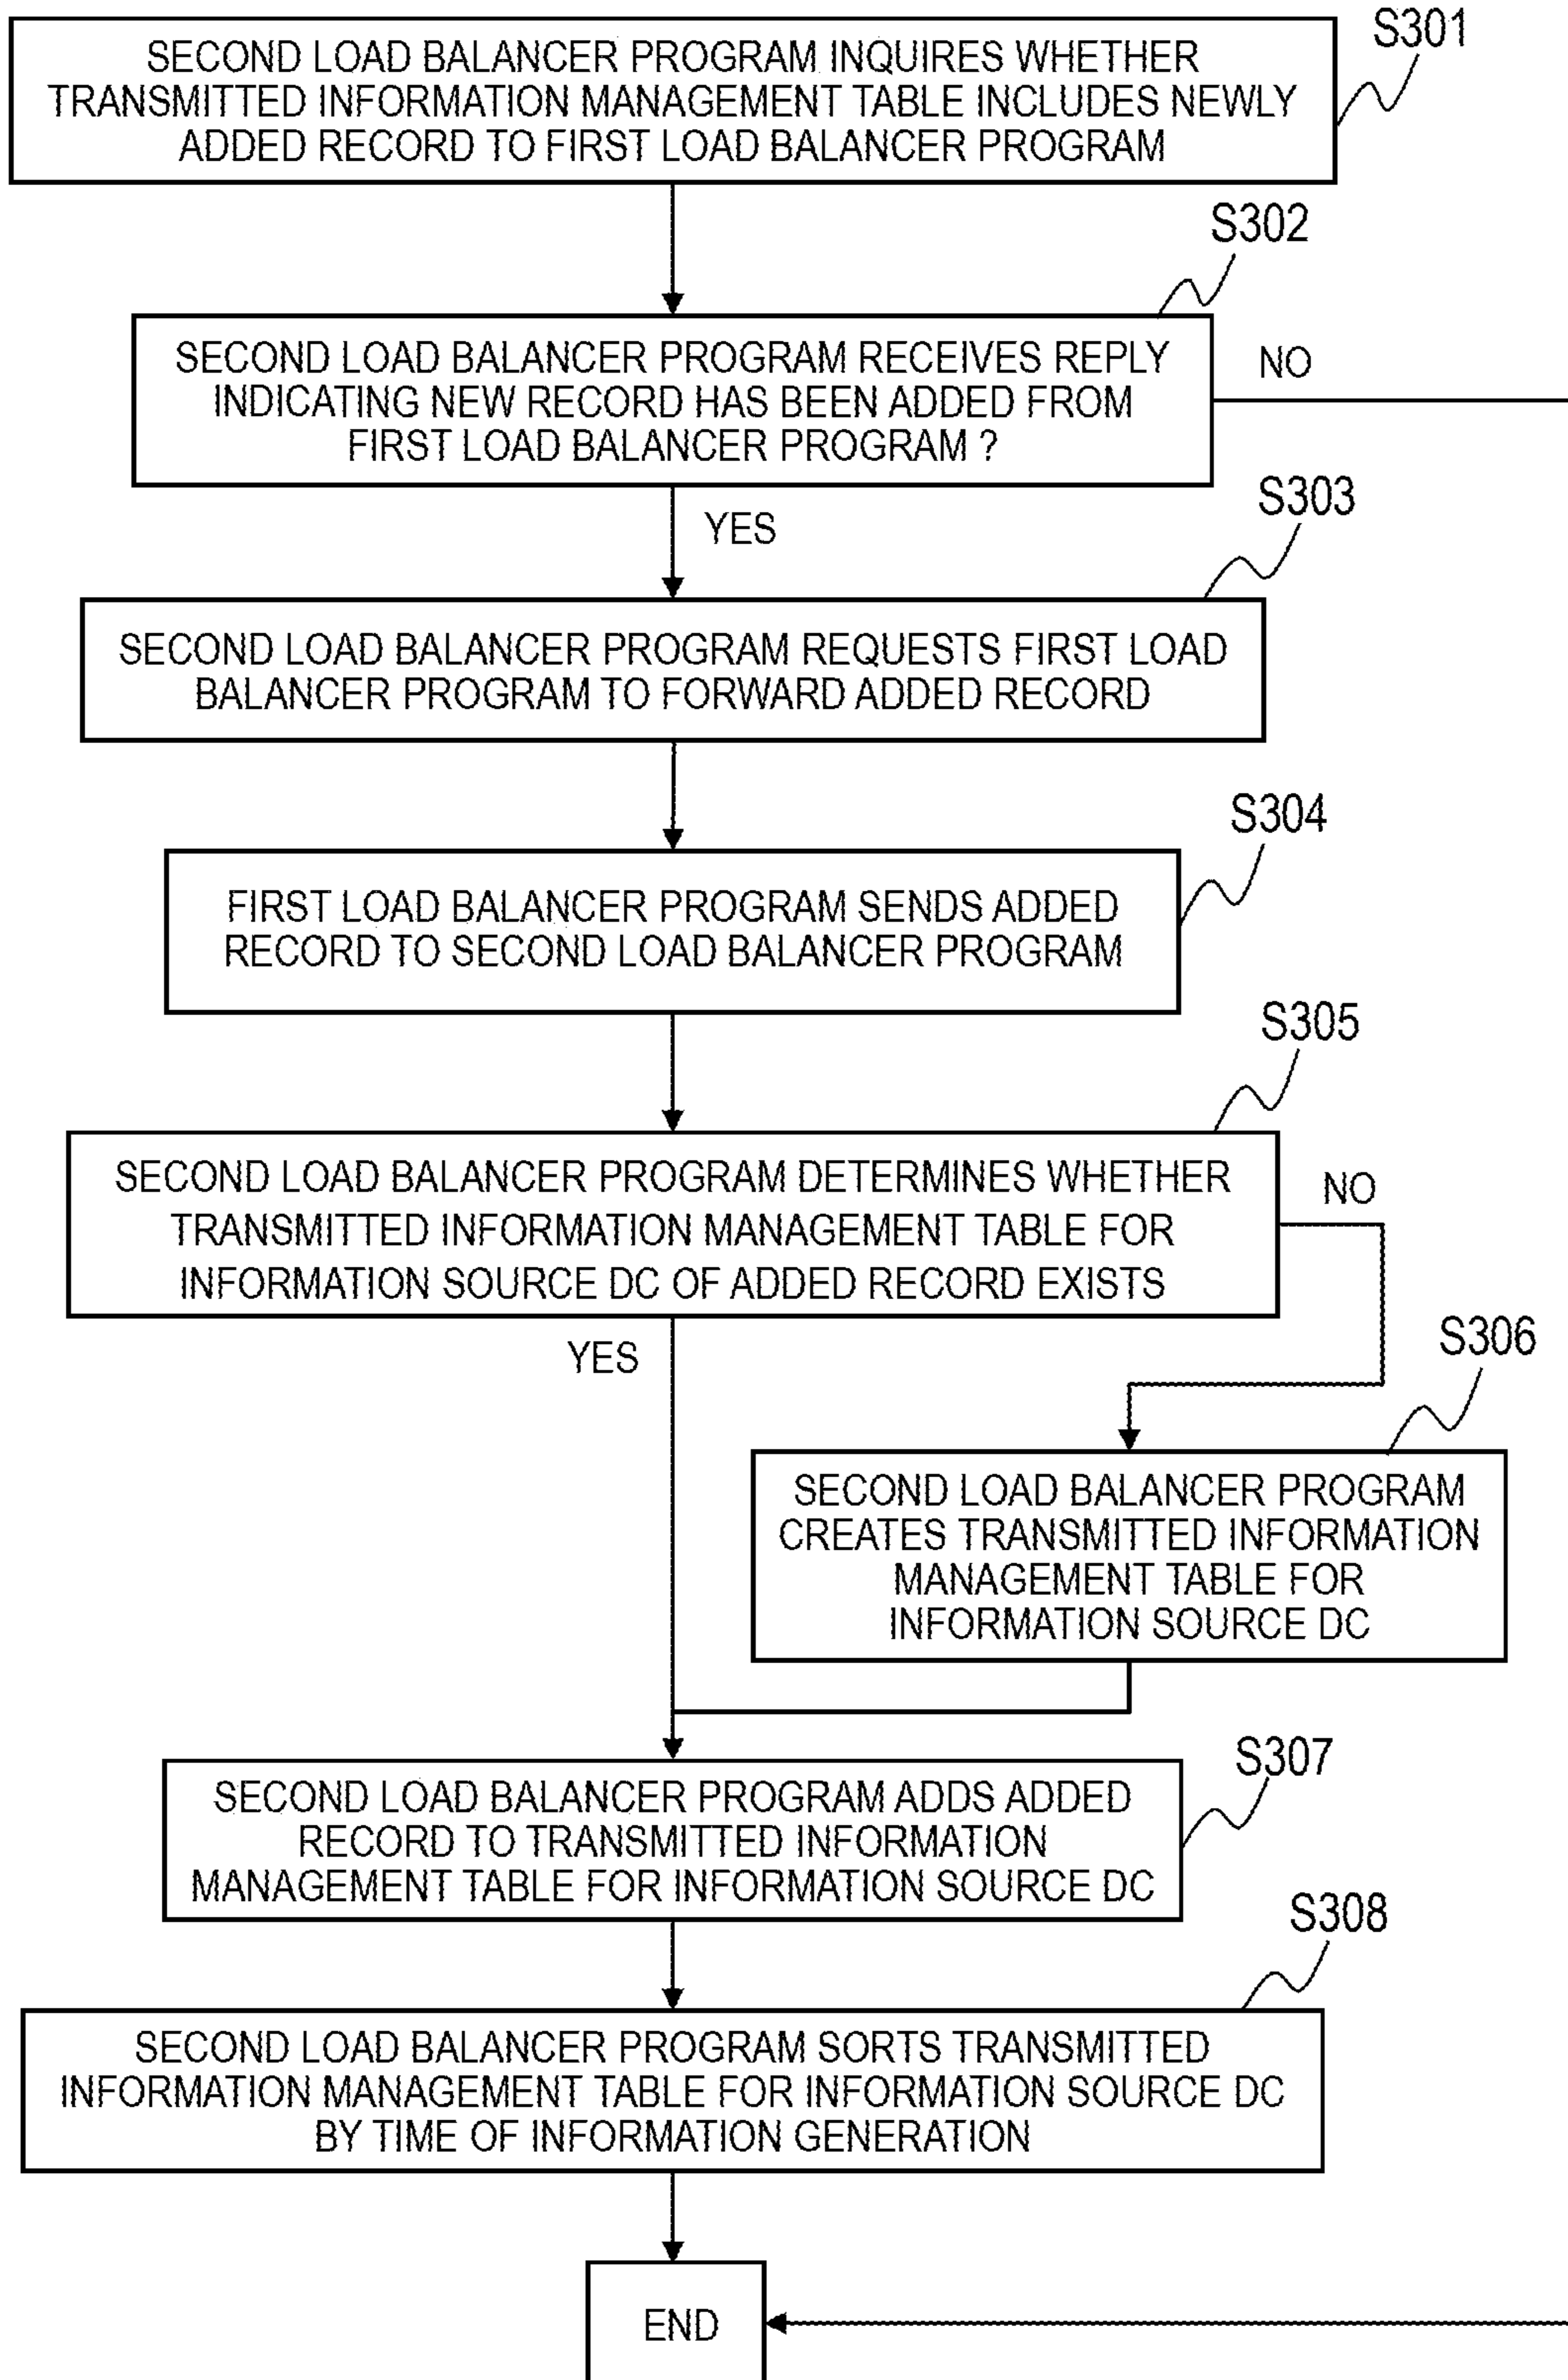 S301
SECOND LOAD BALANCER PROGRAM INQUIRES WHETHER
TRANSMITTED INFORMATION MANAGEMENT TABLE INCLUDES NEWLY
ADDED RECORD TO FIRST LOAD BALANCER PROGRAM
S302
SECOND LOAD BALANCER PROGRAM RECEIVES REPLY
INDICATING NEW RECORD HAS BEEN ADDED FROM
FIRST LOAD BALANCER PROGRAM ?
NO
YES
S303
SECOND LOAD BALANCER PROGRAM REQUESTS FIRST LOAD
BALANCER PROGRAM TO FORWARD ADDED RECORD
S304
FIRST LOAD BALANCER PROGRAM SENDS ADDED
RECORD TO SECOND LOAD BALANCER PROGRAM
S305
SECOND LOAD BALANCER PROGRAM DETERMINES WHETHER
TRANSMITTED INFORMATION MANAGEMENT TABLE FOR
INFORMATION SOURCE DC OF ADDED RECORD EXISTS
NO
YES
S306
SECOND LOAD BALANCER PROGRAM
CREATES TRANSMITTED INFORMATION
MANAGEMENT TABLE FOR
INFORMATION SOURCE DC
S307
SECOND LOAD BALANCER PROGRAM ADDS ADDED
RECORD TO TRANSMITTED INFORMATION
MANAGEMENT TABLE FOR INFORMATION SOURCE DC
S308
SECOND LOAD BALANCER PROGRAM SORTS TRANSMITTED
INFORMATION MANAGEMENT TABLE FOR INFORMATION SOURCE DC
BY TIME OF INFORMATION GENERATION
END